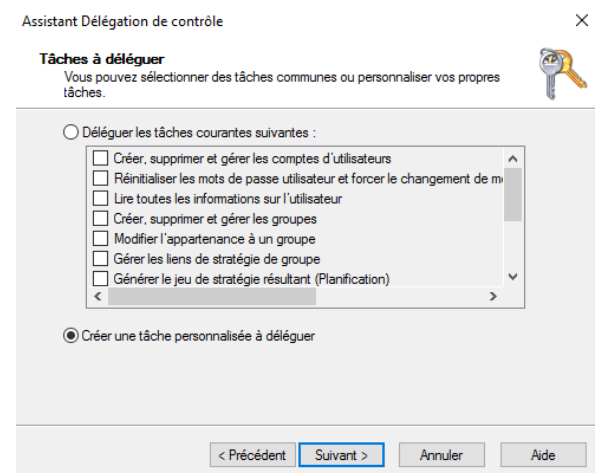 Assistant Délégation de contrôle
Tâches à déléguer
Vous pouvez sélectionner des tâches communes ou personnaliser vos propres
tâches.
Déléguer les tâches courantes suivantes :
Créer, supprimer et gérer les comptes d'utilisateurs
Réinitialiser les mots de passe utilisateur et forcer le changement de
Lire toutes les informations sur l'utilisateur
Créer, supprimer et gérer les groupes
Modifier l'appartenance à un groupe
Gérer les liens de stratégie de groupe
Générer le jeu de stratégie résultant (Planification)
Créer une tâche personnalisée à déléguer
< Précédent Suivant > Annuler Aide